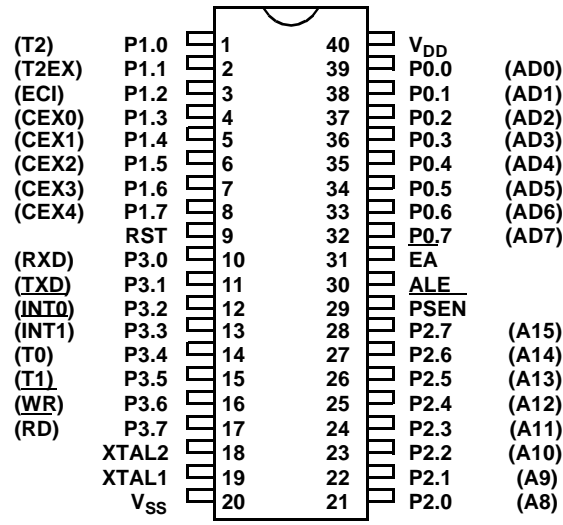 (T2) P1.0 1 40 VDD
(T2EX) P1.1 2 39 P0.0 (AD0)
(ECI) P1.2 3 38 P0.1 (AD1)
(CEX0) P1.3 4 37 P0.2 (AD2)
(CEX1) P1.4 5 36 P0.3 (AD3)
(CEX2) P1.5 6 35 P0.4 (AD4)
(CEX3) P1.6 7 34 P0.5 (AD5)
(CEX4) P1.7 8 33 P0.6 (AD6)
RST 9 32 P0.7 (AD7)
(RXD) P3.0 10 31 EA
(TXD) P3.1 11 30 ALE
(INT0) P3.2 12 29 PSEN
(INT1) P3.3 13 28 P2.7 (A15)
(T0) P3.4 14 27 P2.6 (A14)
(T1) P3.5 15 26 P2.5 (A13)
(WR) P3.6 16 25 P2.4 (A12)
(RD) P3.7 17 24 P2.3 (A11)
XTAL2 18 23 P2.2 (A10)
XTAL1 19 22 P2.1 (A9)
VSS 20 21 P2.0 (A8)